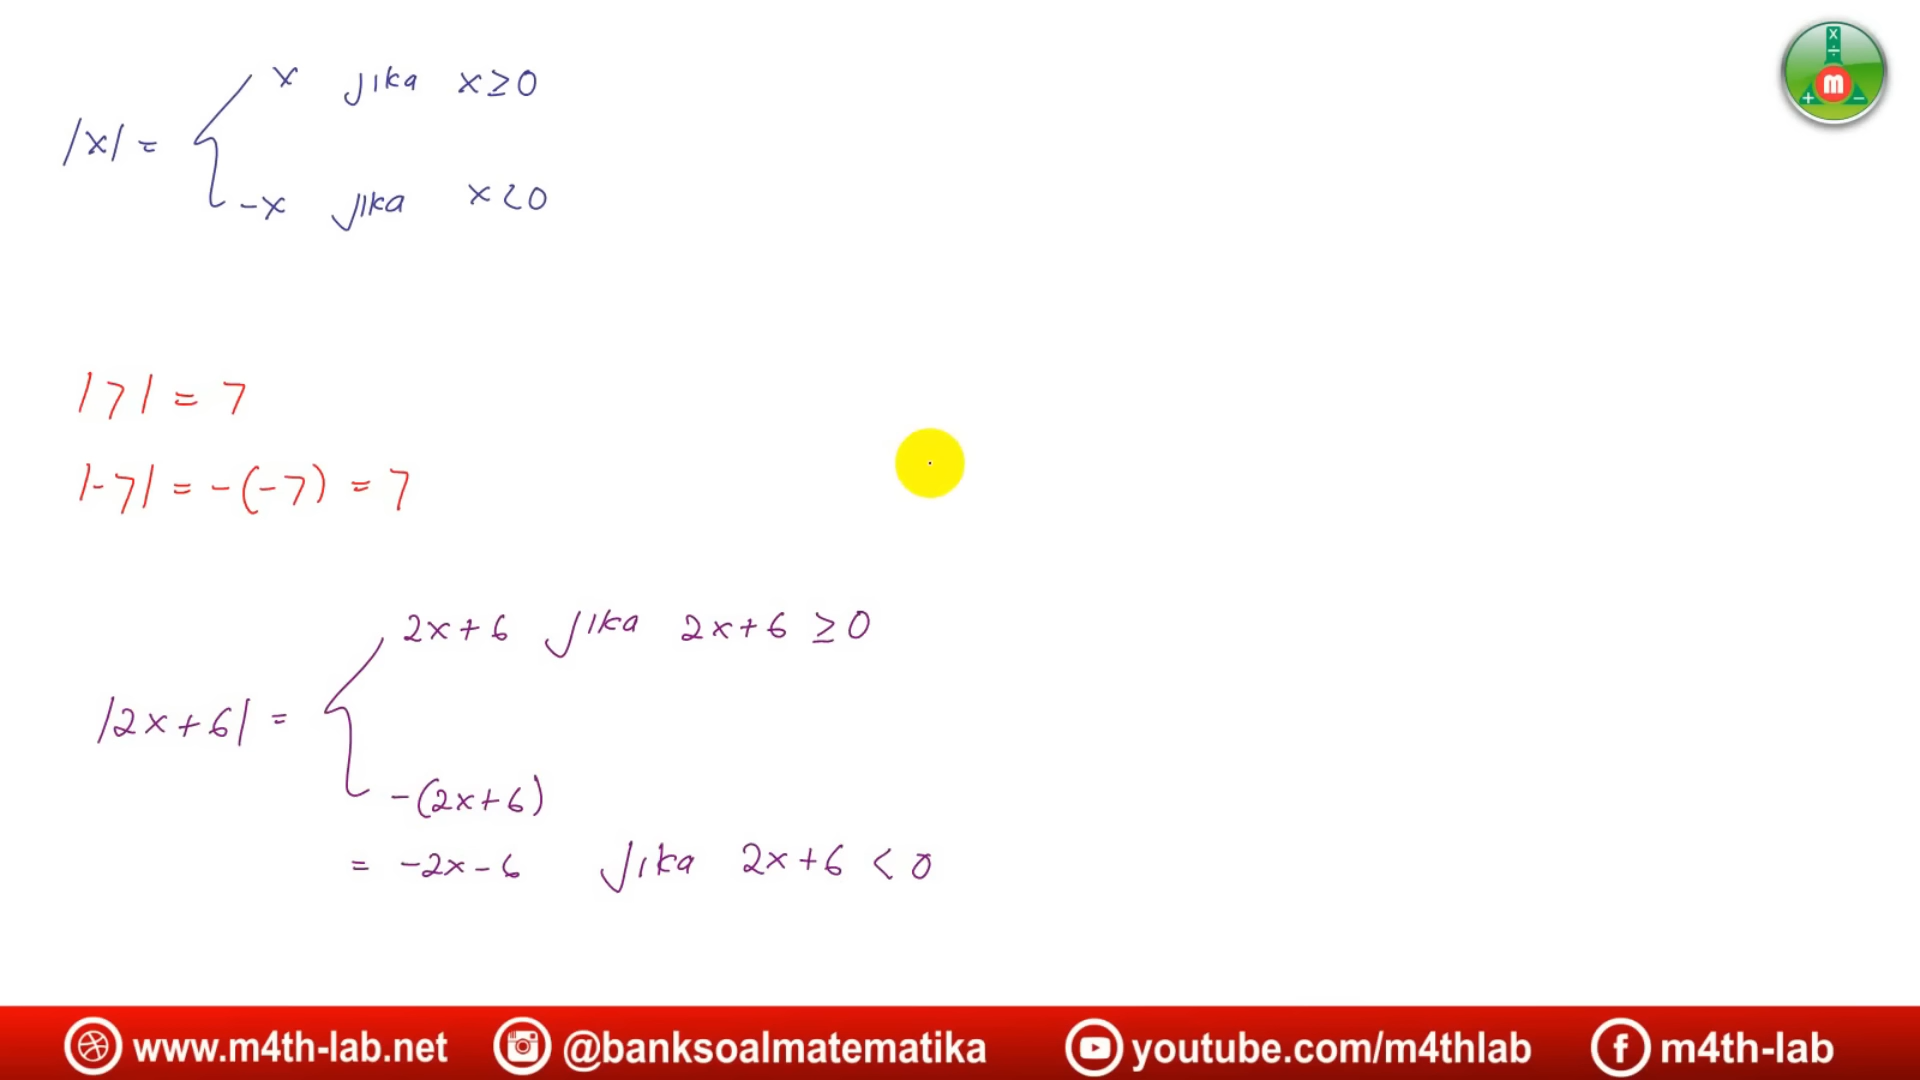 |x| =
x jika x ≥ 0
-x jika x < 0
|7| = 7
|-7| = -(-7) = 7
|2x+6| =
2x+6 jika 2x+6 ≥ 0
-(2x+6)
= -2x-6 jika 2x+6 < 0
x
÷
m
+ −
www.m4th-lab.net @banksoalmatematika youtube.com/m4thlab m4th-lab